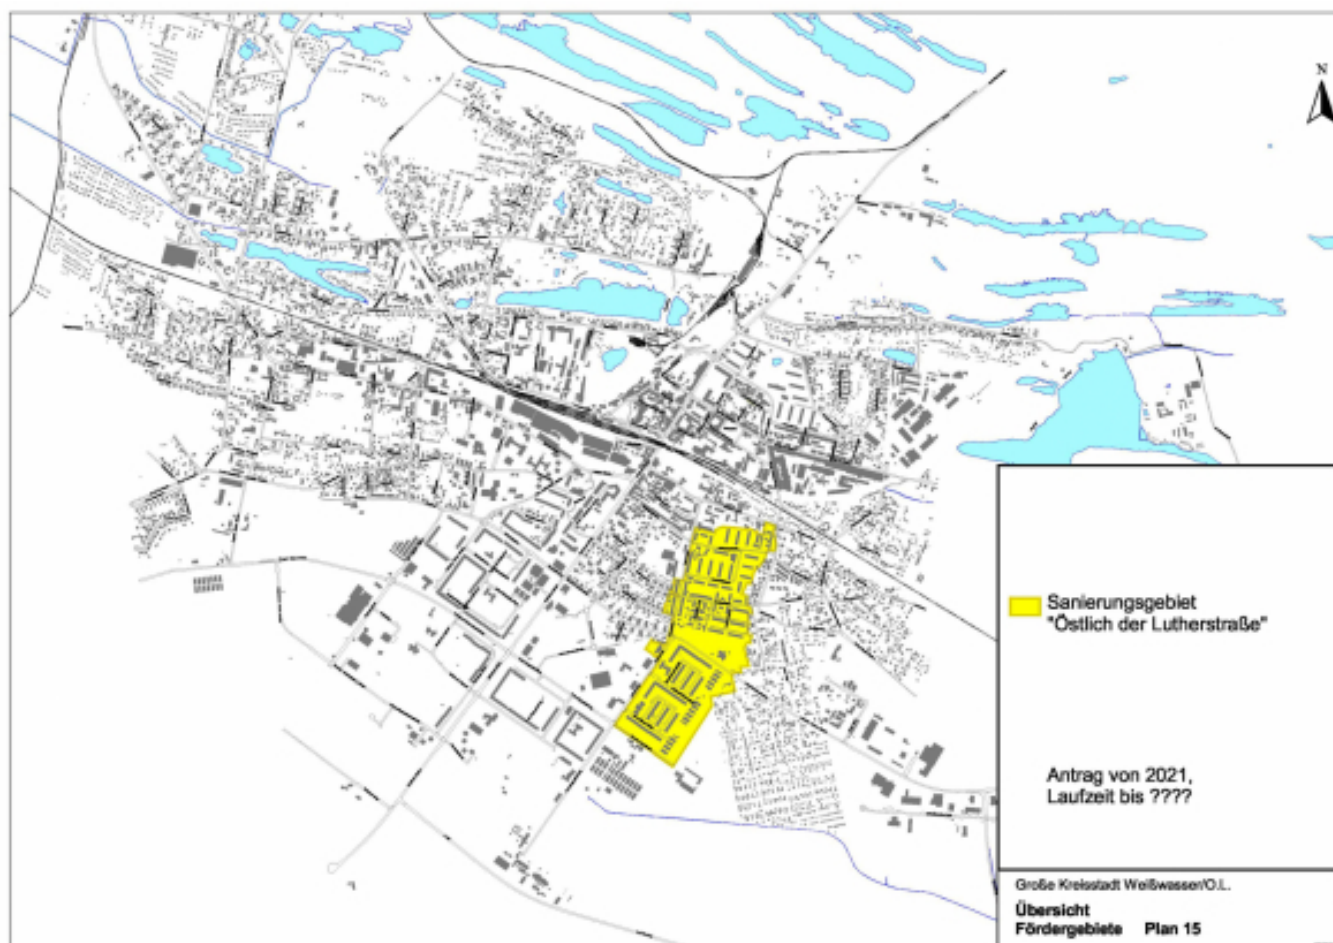 N
Sanierungsgebiet
"Östlich der Lutherstraße"
Antrag von 2021,
Laufzeit bis ????
Große Kreisstadt Weißwasser/O.L.
Übersicht
Fördergebiete Plan 15